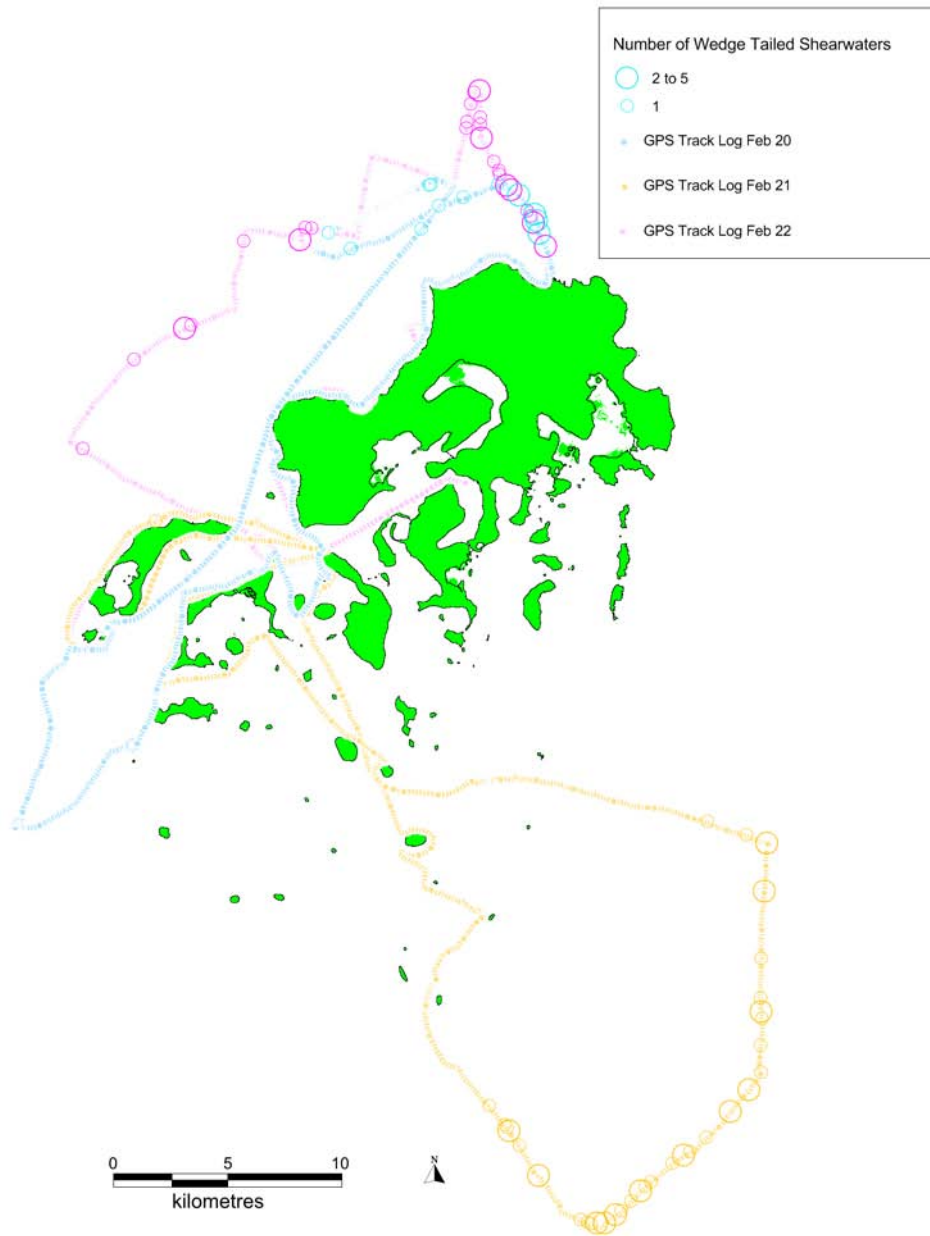 Number of Wedge Tailed Shearwaters
2 to 5
1
GPS Track Log Feb 20
GPS Track Log Feb 21
GPS Track Log Feb 22
0 5 10
kilometres
N